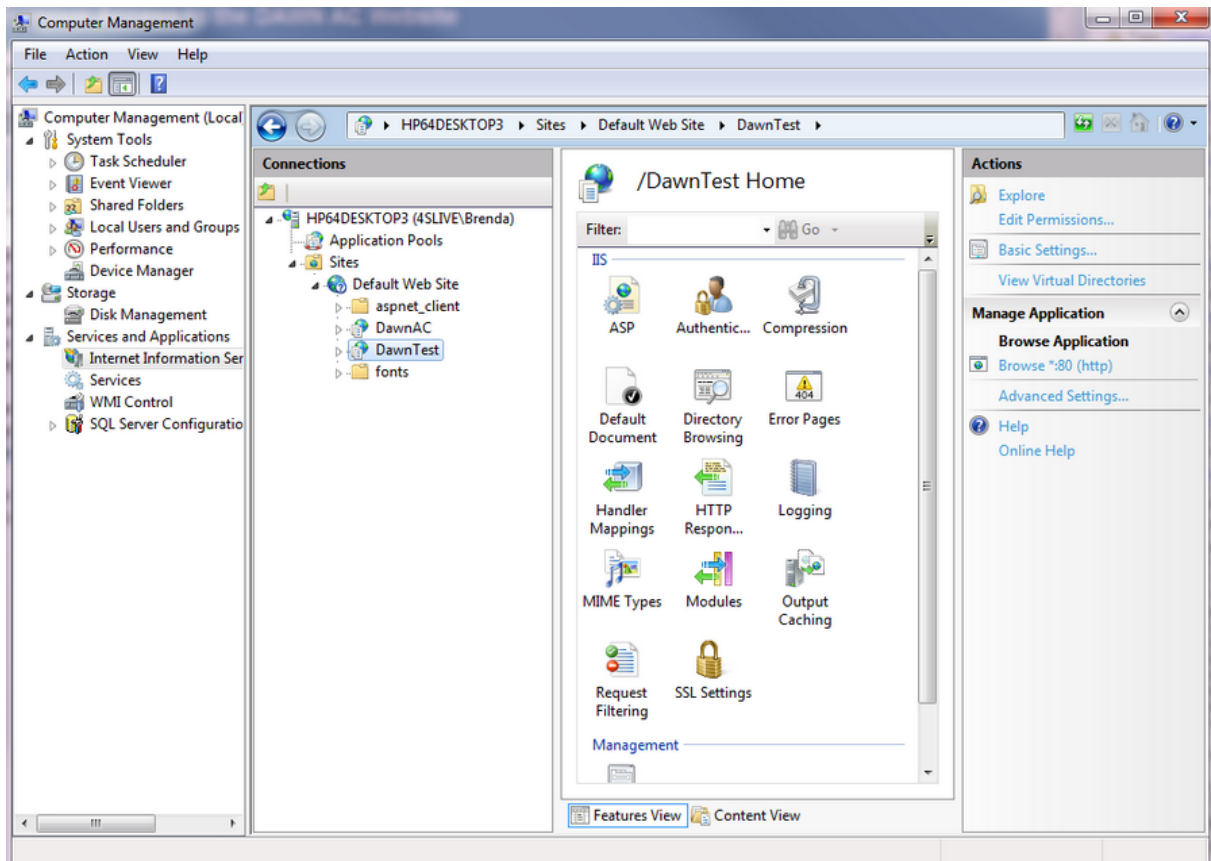 the DAWN AC Website
Computer Management
File Action View Help
Computer Management (Local
System Tools
Task Scheduler
Event Viewer
Shared Folders
Local Users and Groups
Performance
Device Manager
Storage
Disk Management
Services and Applications
Internet Information Ser
Services
WMI Control
SQL Server Configuratio
HP64DESKTOP3 Sites Default Web Site DawnTest
Connections
HP64DESKTOP3 (4SLIVE\Brenda)
Application Pools
Sites
Default Web Site
aspnet_client
DawnAC
DawnTest
fonts
/DawnTest Home
Filter: Go
IIS
ASP
Authentic...
Compression
Default
Document
Directory
Browsing
404
Error Pages
Handler
Mappings
HTTP
Respon...
Logging
MIME Types
Modules
Output
Caching
Request
Filtering
SSL Settings
Management
Features View Content View
Actions
Explore
Edit Permissions...
Basic Settings...
View Virtual Directories
Manage Application
Browse Application
Browse *:80 (http)
Advanced Settings...
Help
Online Help